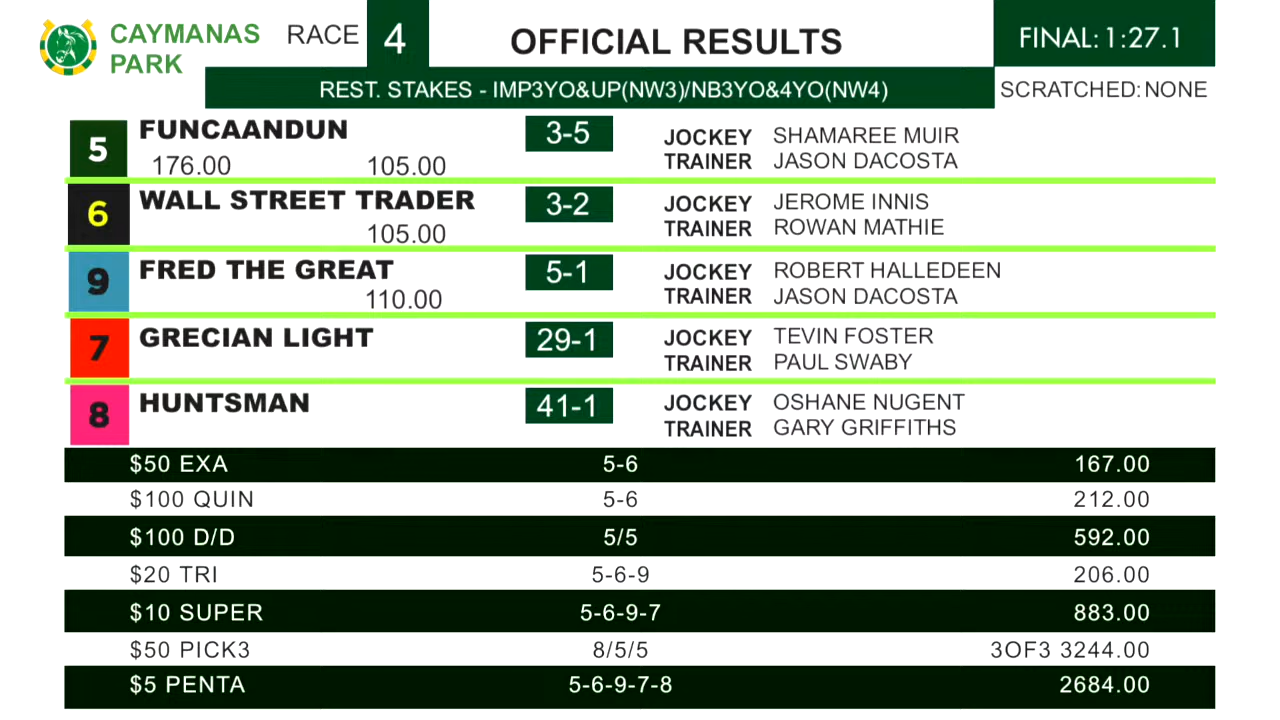 CAYMANAS PARK
RACE 4
OFFICIAL RESULTS
FINAL: 1:27.1
REST. STAKES - IMP3YO&UP(NW3)/NB3YO&4YO(NW4)
SCRATCHED: NONE
5 FUNCAANDUN 3-5 JOCKEY SHAMAREE MUIR
176.00 105.00 TRAINER JASON DACOSTA
6 WALL STREET TRADER 3-2 JOCKEY JEROME INNIS
105.00 TRAINER ROWAN MATHIE
9 FRED THE GREAT 5-1 JOCKEY ROBERT HALLEDEEN
110.00 TRAINER JASON DACOSTA
7 GRECIAN LIGHT 29-1 JOCKEY TEVIN FOSTER
TRAINER PAUL SWABY
8 HUNTSMAN 41-1 JOCKEY OSHANE NUGENT
TRAINER GARY GRIFFITHS
$50 EXA 5-6 167.00
$100 QUIN 5-6 212.00
$100 D/D 5/5 592.00
$20 TRI 5-6-9 206.00
$10 SUPER 5-6-9-7 883.00
$50 PICK3 8/5/5 3OF3 3244.00
$5 PENTA 5-6-9-7-8 2684.00